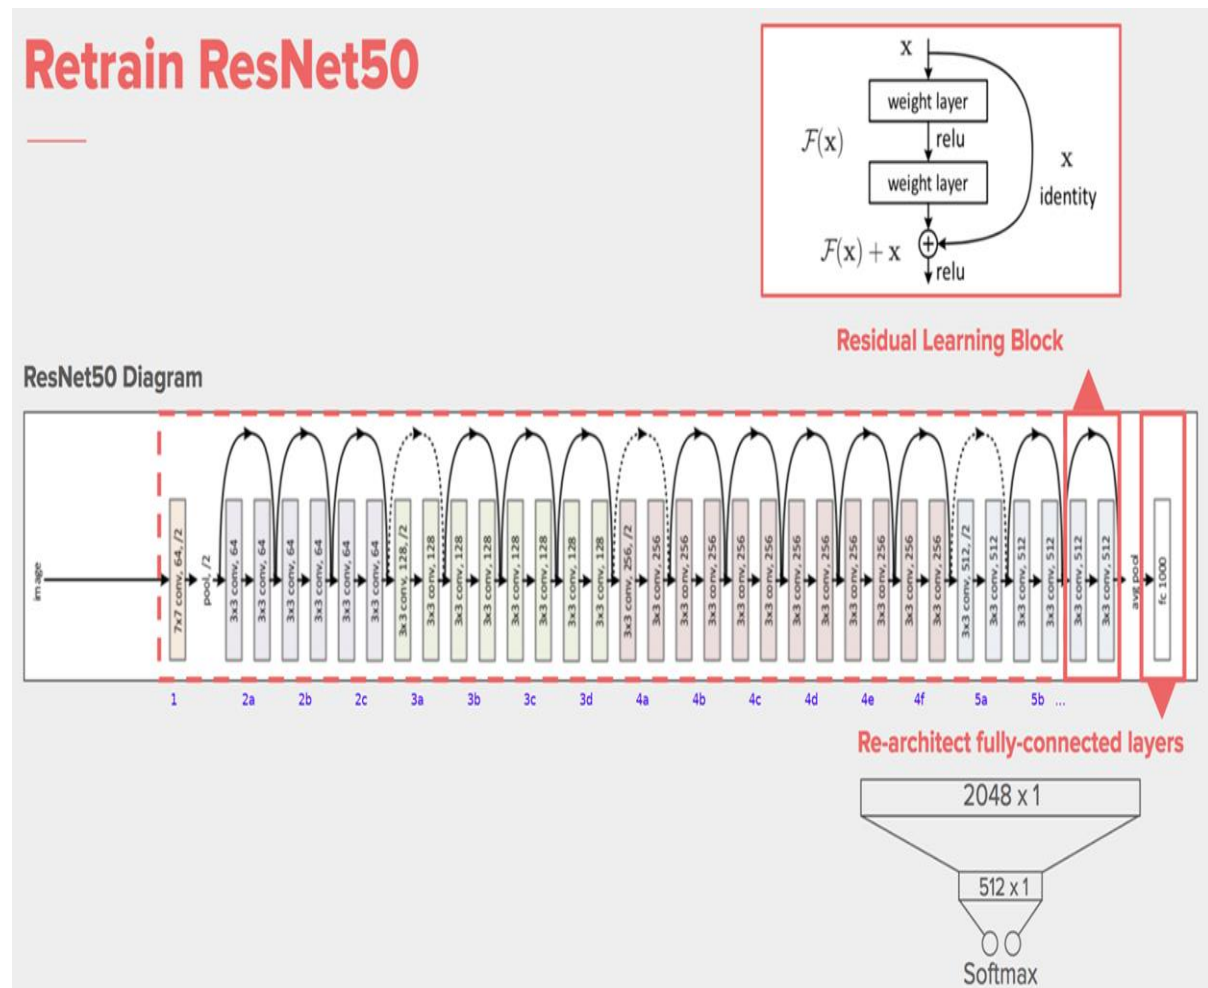 Retrain ResNet50
x
weight layer
F(x)
relu
weight layer
x
identity
F(x) + x
relu
Residual Learning Block
ResNet50 Diagram
image
7x7 conv, 64, /2
pool, /2
3x3 conv, 64
3x3 conv, 64
3x3 conv, 64
3x3 conv, 64
3x3 conv, 64
3x3 conv, 64
3x3 conv, 128, /2
3x3 conv, 128
3x3 conv, 128
3x3 conv, 128
3x3 conv, 128
3x3 conv, 128
3x3 conv, 128
3x3 conv, 128
3x3 conv, 256, /2
3x3 conv, 256
3x3 conv, 256
3x3 conv, 256
3x3 conv, 256
3x3 conv, 256
3x3 conv, 256
3x3 conv, 256
3x3 conv, 256
3x3 conv, 256
3x3 conv, 256
3x3 conv, 256
3x3 conv, 512, /2
3x3 conv, 512
3x3 conv, 512
3x3 conv, 512
3x3 conv, 512
3x3 conv, 512
avg pool
fc 1000
1 2a 2b 2c 3a 3b 3c 3d 4a 4b 4c 4d 4e 4f 5a 5b ...
Re-architect fully-connected layers
2048 x 1
512 x 1
Softmax